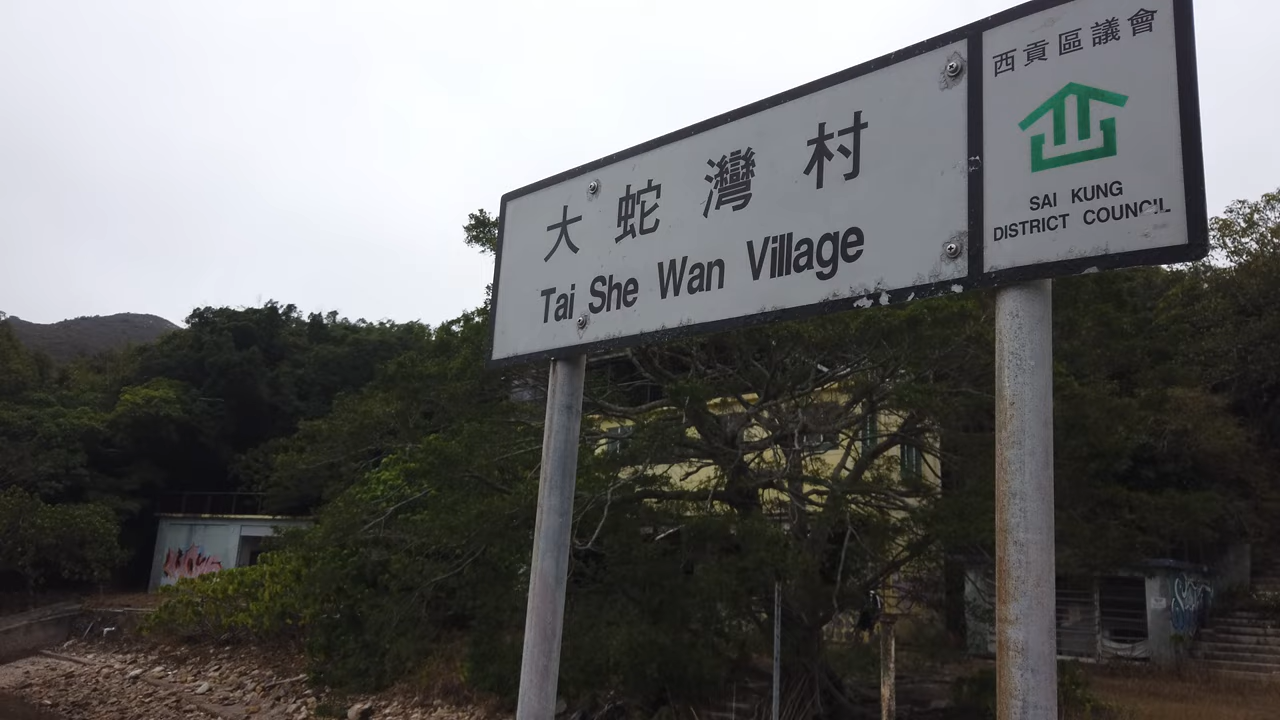 大蛇灣村
Tai She Wan Village
西貢區議會
SAI KUNG
DISTRICT COUNCIL